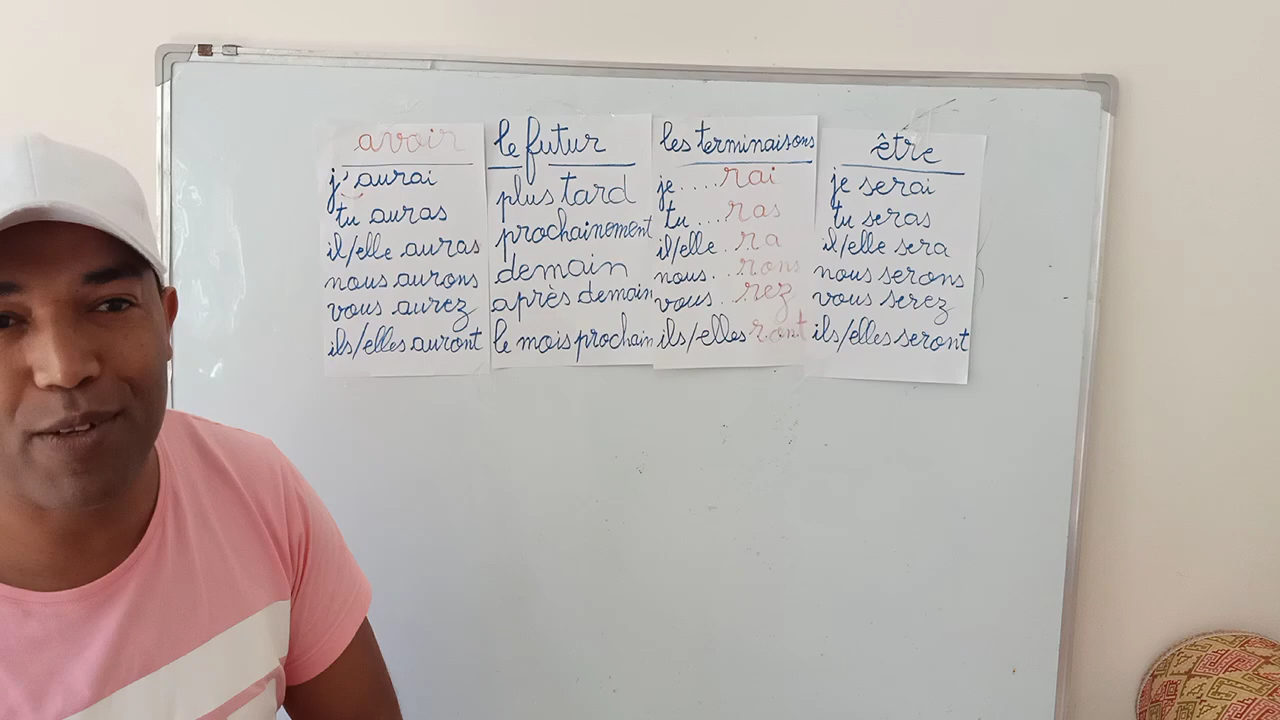 avoir
j'aurai
tu auras
il/elle auras
nous aurons
vous aurez
ils/elles auront
le futur
plus tard
prochainement
demain
après demain
le mois prochain
les terminaisons
je....rai
tu...ras
il/elle.ra
nous..rons
vous.rez
ils/elles ront
être
je serai
tu seras
il/elle sera
nous serons
vous serez
ils/elles seront